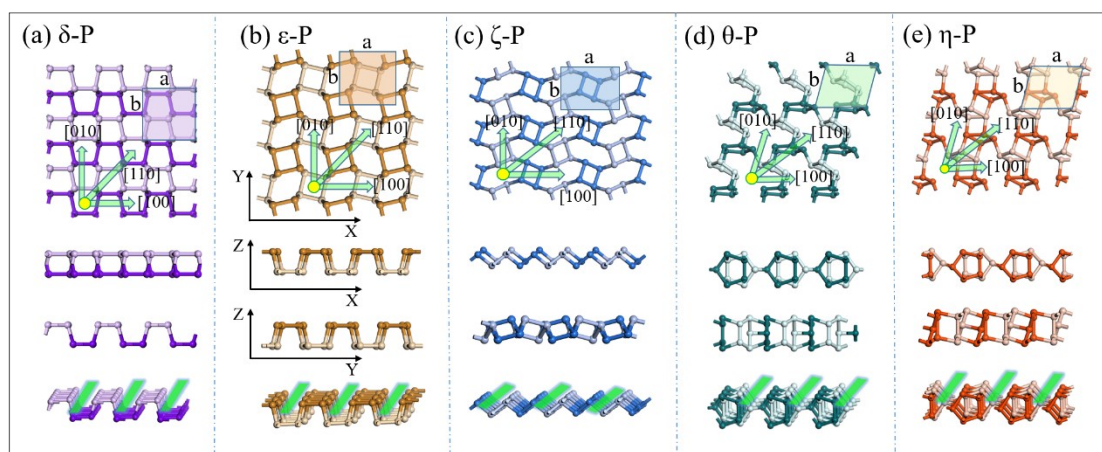 (a) δ-P
a
b
[010]
[110]
[100]
(b) ε-P
a
b
[010]
[110]
[100]
Y
X
Z
X
Z
Y
(c) ζ-P
a
b
[010]
[110]
[100]
(d) θ-P
a
b
[010]
[110]
[100]
(e) η-P
a
b
[010]
[110]
[100]